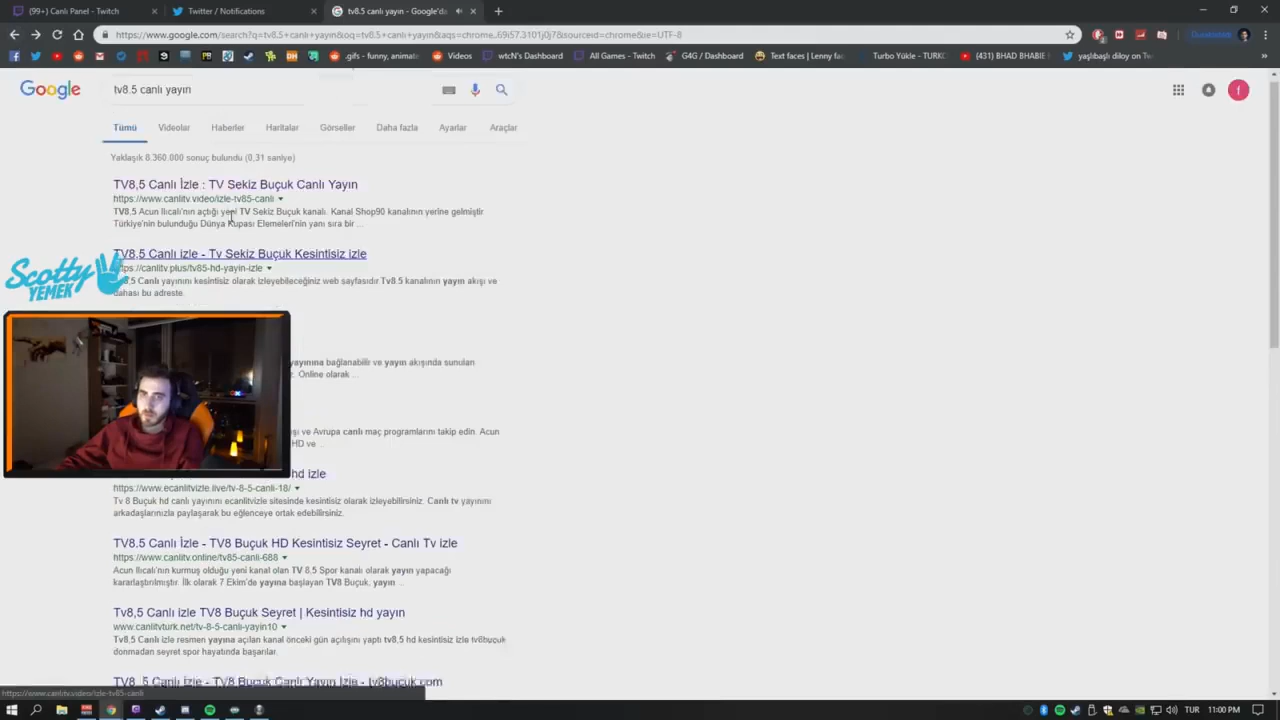 (99+) Canlı Panel - Twitch
Twitter / Notifications
tv8.5 canlı yayın - Google'da
https://www.google.com/search?q=tv8.5+canlı+yayın&oq=tv8.5+canlı+yayın&aqs=chrome..69i57.3101j0j7&sourceid=chrome&ie=UTF-8
.gifs - funny, animate
Videos
wtcN's Dashboard
All Games - Twitch
G4G / Dashboard
Text faces | Lenny fac
Turbo Yükle - TURK
(431) BHAD BHABIE
yaşlıbaşlı diloy on Twi
Google
tv8.5 canlı yayın
Tümü
Videolar
Haberler
Haritalar
Görseller
Daha fazla
Ayarlar
Araçlar
Yaklaşık 8.360.000 sonuç bulundu (0,31 saniye)
TV8,5 Canlı İzle : TV Sekiz Buçuk Canlı Yayın
https://www.canlitv.video/izle-tv85-canli
TV8,5 Acun Ilıcalı'nın açtığı yeni TV Sekiz Buçuk kanalı. Kanal Shop90 kanalının yerine gelmiştir
Türkiye'nin bulunduğu Dünya Kupası Elemeleri'nin yanı sıra bir ...
TV8,5 Canlı izle - Tv Sekiz Buçuk Kesintisiz izle
https://canlitv.plus/tv85-hd-yayin-izle
Canlı yayınını kesintisiz olarak izleyebileceğiniz web sayfasıdır Tv8.5 kanalının yayın akışı ve
dahası bu adreste.
Scotty
YEMEK
yayınına bağlanabilir ve yayın akışında sunulan
Online olarak ...
ve Avrupa canlı maç programlarını takip edin. Acun
HD ve ...
hd izle
https://www.ecanlitvizle.live/tv-8-5-canli-18/
Tv 8 Buçuk hd canlı yayınını ecanlitvizle sitesinde kesintisiz olarak izleyebilirsiniz. Canlı tv yayınını
arkadaşlarınızla paylaşarak bu eğlenceye ortak edebilirsiniz.
TV8.5 Canlı İzle - TV8 Buçuk HD Kesintisiz Seyret - Canlı Tv izle
https://www.canlitv.online/tv85-canli-688
Acun Ilıcalı'nın kurmuş olduğu yeni kanal olan TV 8.5 Spor kanalı olarak yayın yapacağı
kararlaştırılmıştır. İlk olarak 7 Ekim'de yayına başlayan TV8 Buçuk, yayın ...
Tv8,5 Canlı izle TV8 Buçuk Seyret | Kesintisiz hd yayın
www.canlitvturk.net/tv-8-5-canli-yayin10
Tv8,5 Canlı izle resmen yayına açılan kanal önceki gün açılışını yaptı tv8.5 hd kesintisiz izle tv8buçuk
donmadan seyret spor hayatında başarılar.
TV8 .5 Canlı İzle - TV8 Buçuk Canlı Yayın İzle - tv8bucuk.com
https://www.canlitv.video/izle-tv85-canli
TUR
11:00 PM